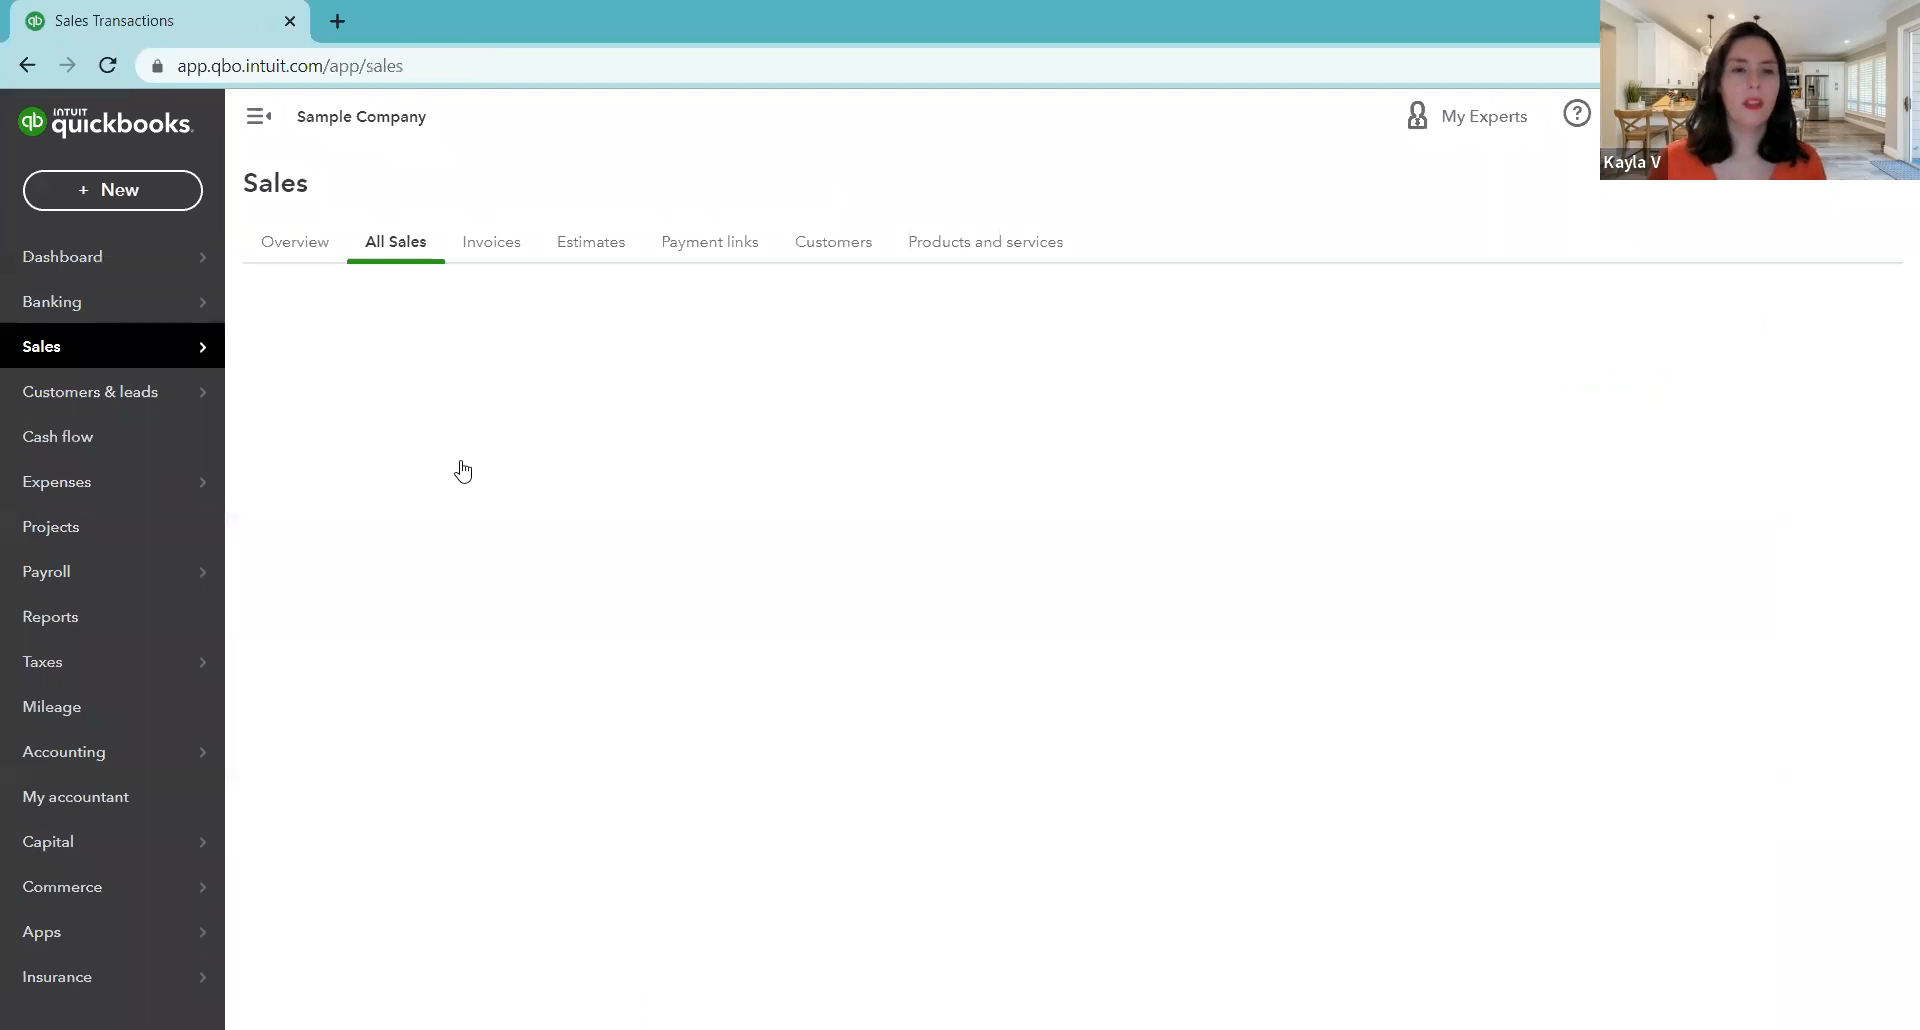 Sales Transactions
app.qbo.intuit.com/app/sales
qb INTUIT quickbooks.
Sample Company
My Experts
Kayla V
+ New
Sales
Overview All Sales Invoices Estimates Payment links Customers Products and services
Dashboard
Banking
Sales
Customers & leads
Cash flow
Expenses
Projects
Payroll
Reports
Taxes
Mileage
Accounting
My accountant
Capital
Commerce
Apps
Insurance